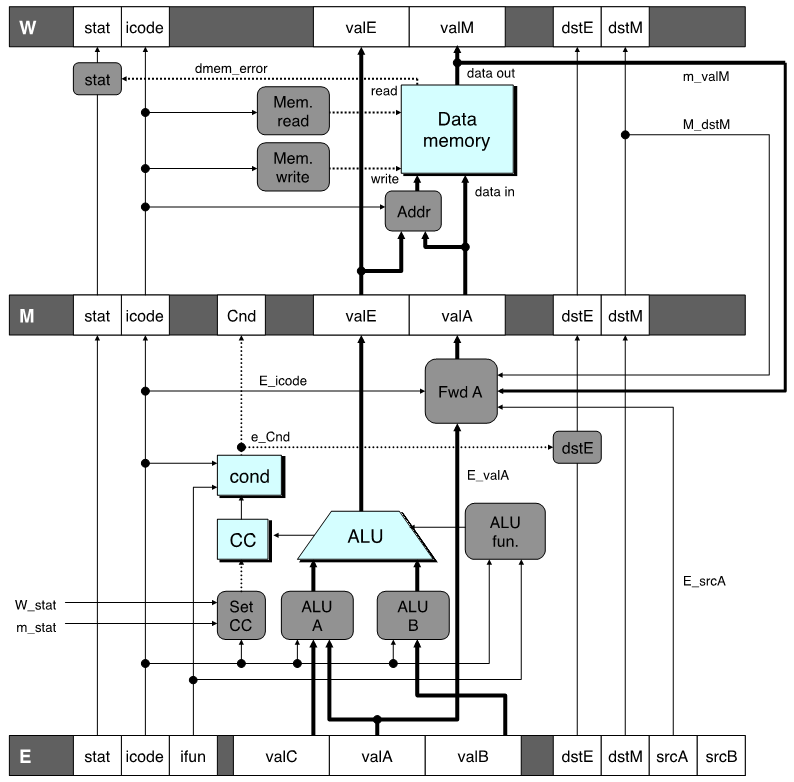 W stat icode valE valM dstE dstM
stat
dmem_error
data out
m_valM
read
Mem.
read
Data
memory
M_dstM
Mem.
write
write
data in
Addr
M stat icode Cnd valE valA dstE dstM
E_icode
Fwd A
e_Cnd
dstE
cond
E_valA
CC
ALU
ALU
fun.
E_srcA
W_stat
m_stat
Set
CC
ALU
A
ALU
B
E stat icode ifun valC valA valB dstE dstM srcA srcB